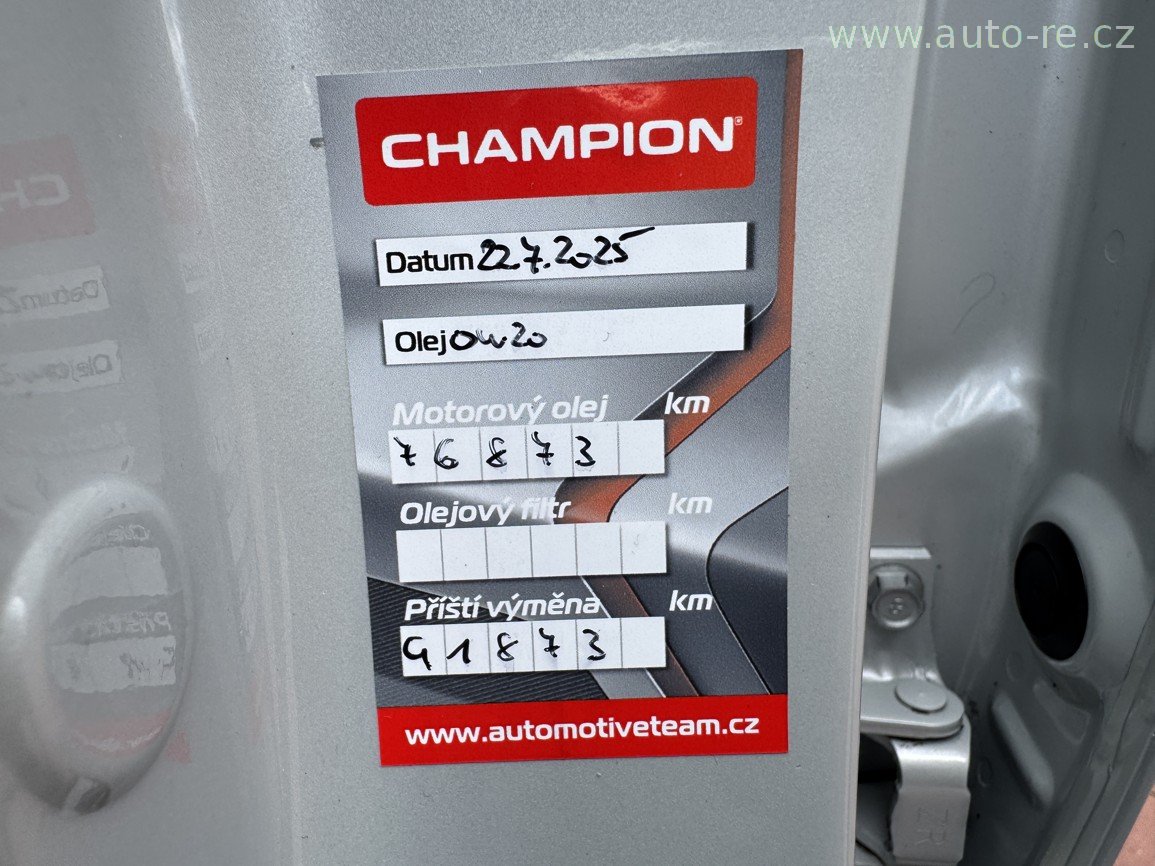 www.auto-re.cz
CHAMPION
Datum 22.7.2025
Olej 0w20
Motorový olej km
76873
Olejový filtr km
Příští výměna km
91873
www.automotiveteam.cz
ZR